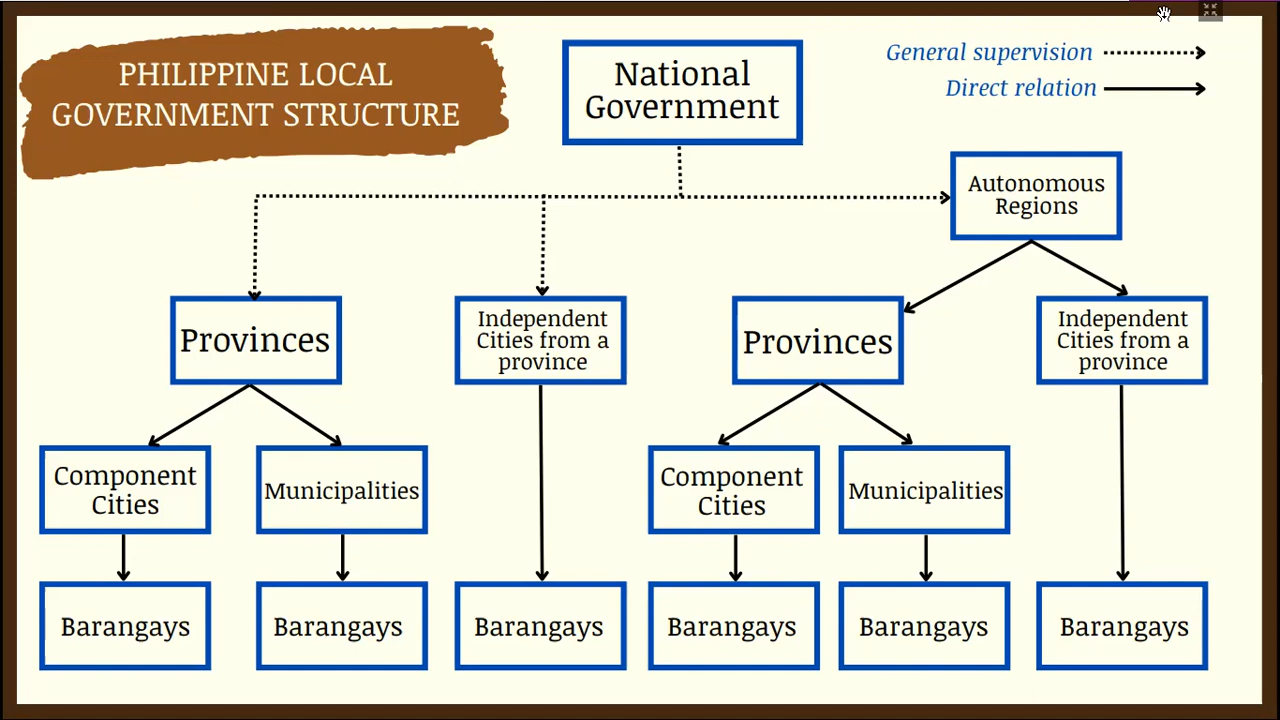 PHILIPPINE LOCAL
GOVERNMENT STRUCTURE
National
Government
General supervision
Direct relation
Autonomous
Regions
Provinces
Independent
Cities from a
province
Provinces
Independent
Cities from a
province
Component
Cities
Municipalities
Component
Cities
Municipalities
Barangays
Barangays
Barangays
Barangays
Barangays
Barangays